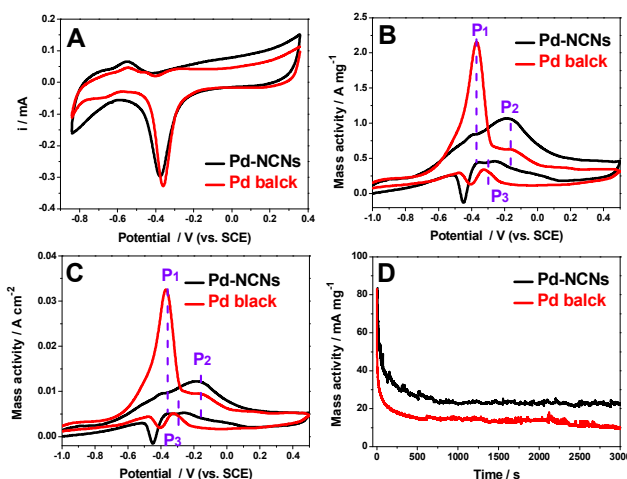 A
Pd-NCNs
Pd balck
0.2
0.1
0.0
-0.1
-0.2
-0.3
-0.4
i / mA
-0.8 -0.6 -0.4 -0.2 0.0 0.2 0.4
Potential / V (vs. SCE)
B
P1
P2
P3
Pd-NCNs
Pd balck
2.5
2.0
1.5
1.0
0.5
0.0
Mass activity / A mg-1
-1.0 -0.8 -0.6 -0.4 -0.2 0.0 0.2 0.4
Potential / V (vs. SCE)
C
P1
P2
P3
Pd-NCNs
Pd black
0.04
0.03
0.02
0.01
0.00
Mass activity / A cm-2
-1.0 -0.8 -0.6 -0.4 -0.2 0.0 0.2 0.4
Potential / V (vs. SCE)
D
Pd-NCNs
Pd balck
100
80
60
40
20
0
Mass activity / mA mg-1
0 500 1000 1500 2000 2500 3000
Time / s